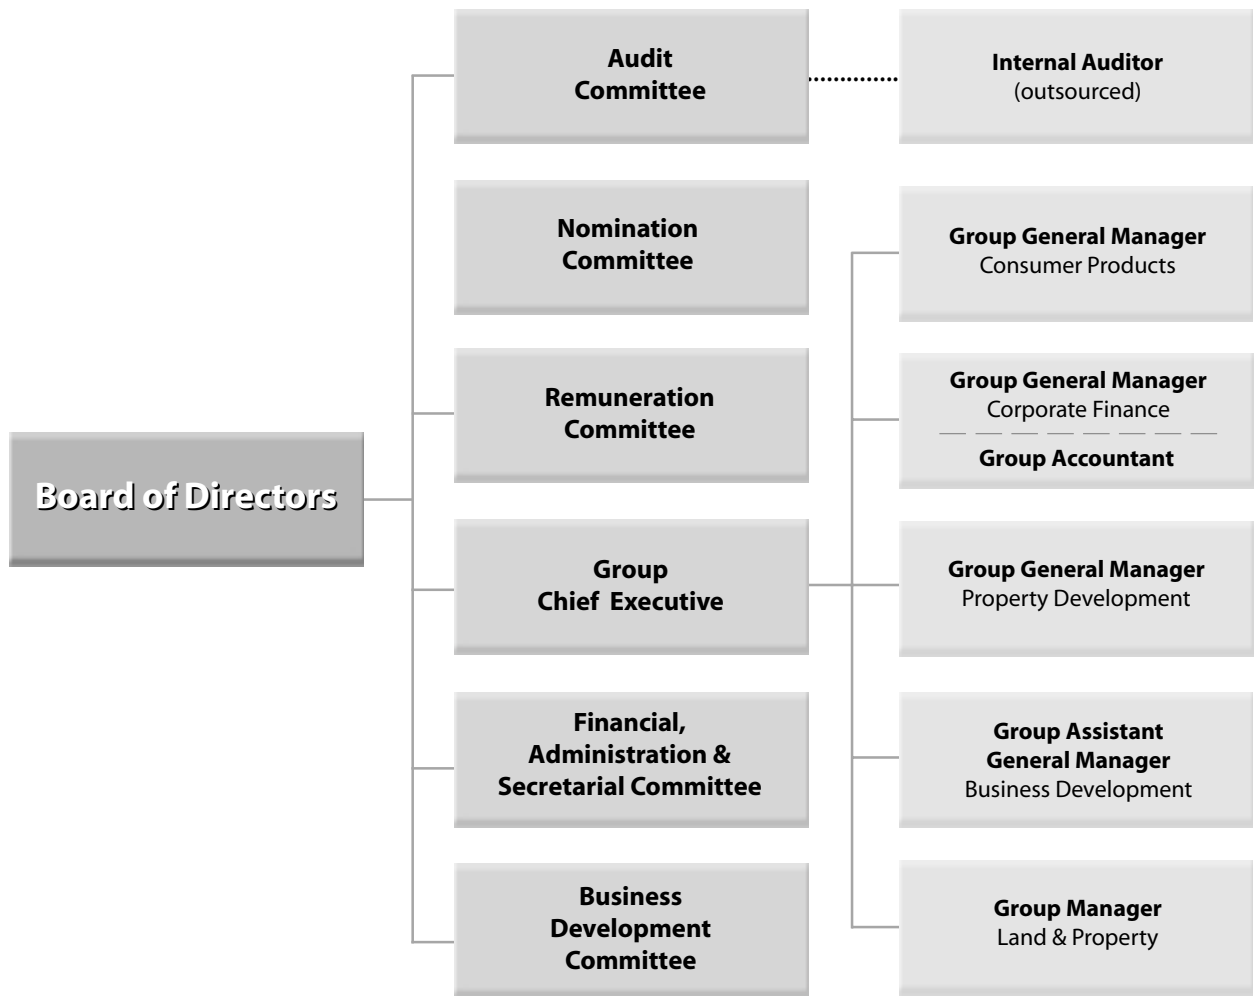 Board of Directors
Audit
Committee
Nomination
Committee
Remuneration
Committee
Group
Chief Executive
Financial,
Administration &
Secretarial Committee
Business
Development
Committee
Internal Auditor
(outsourced)
Group General Manager
Consumer Products
Group General Manager
Corporate Finance
Group Accountant
Group General Manager
Property Development
Group Assistant
General Manager
Business Development
Group Manager
Land & Property